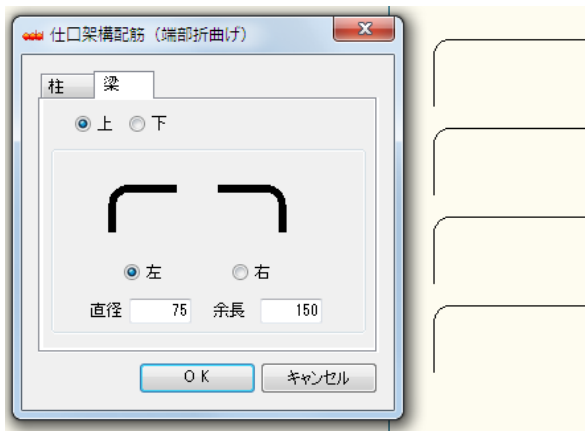 仕口架構配筋（端部折曲げ）
柱 梁
上 下
左 右
直径 75 余長 150
OK キャンセル